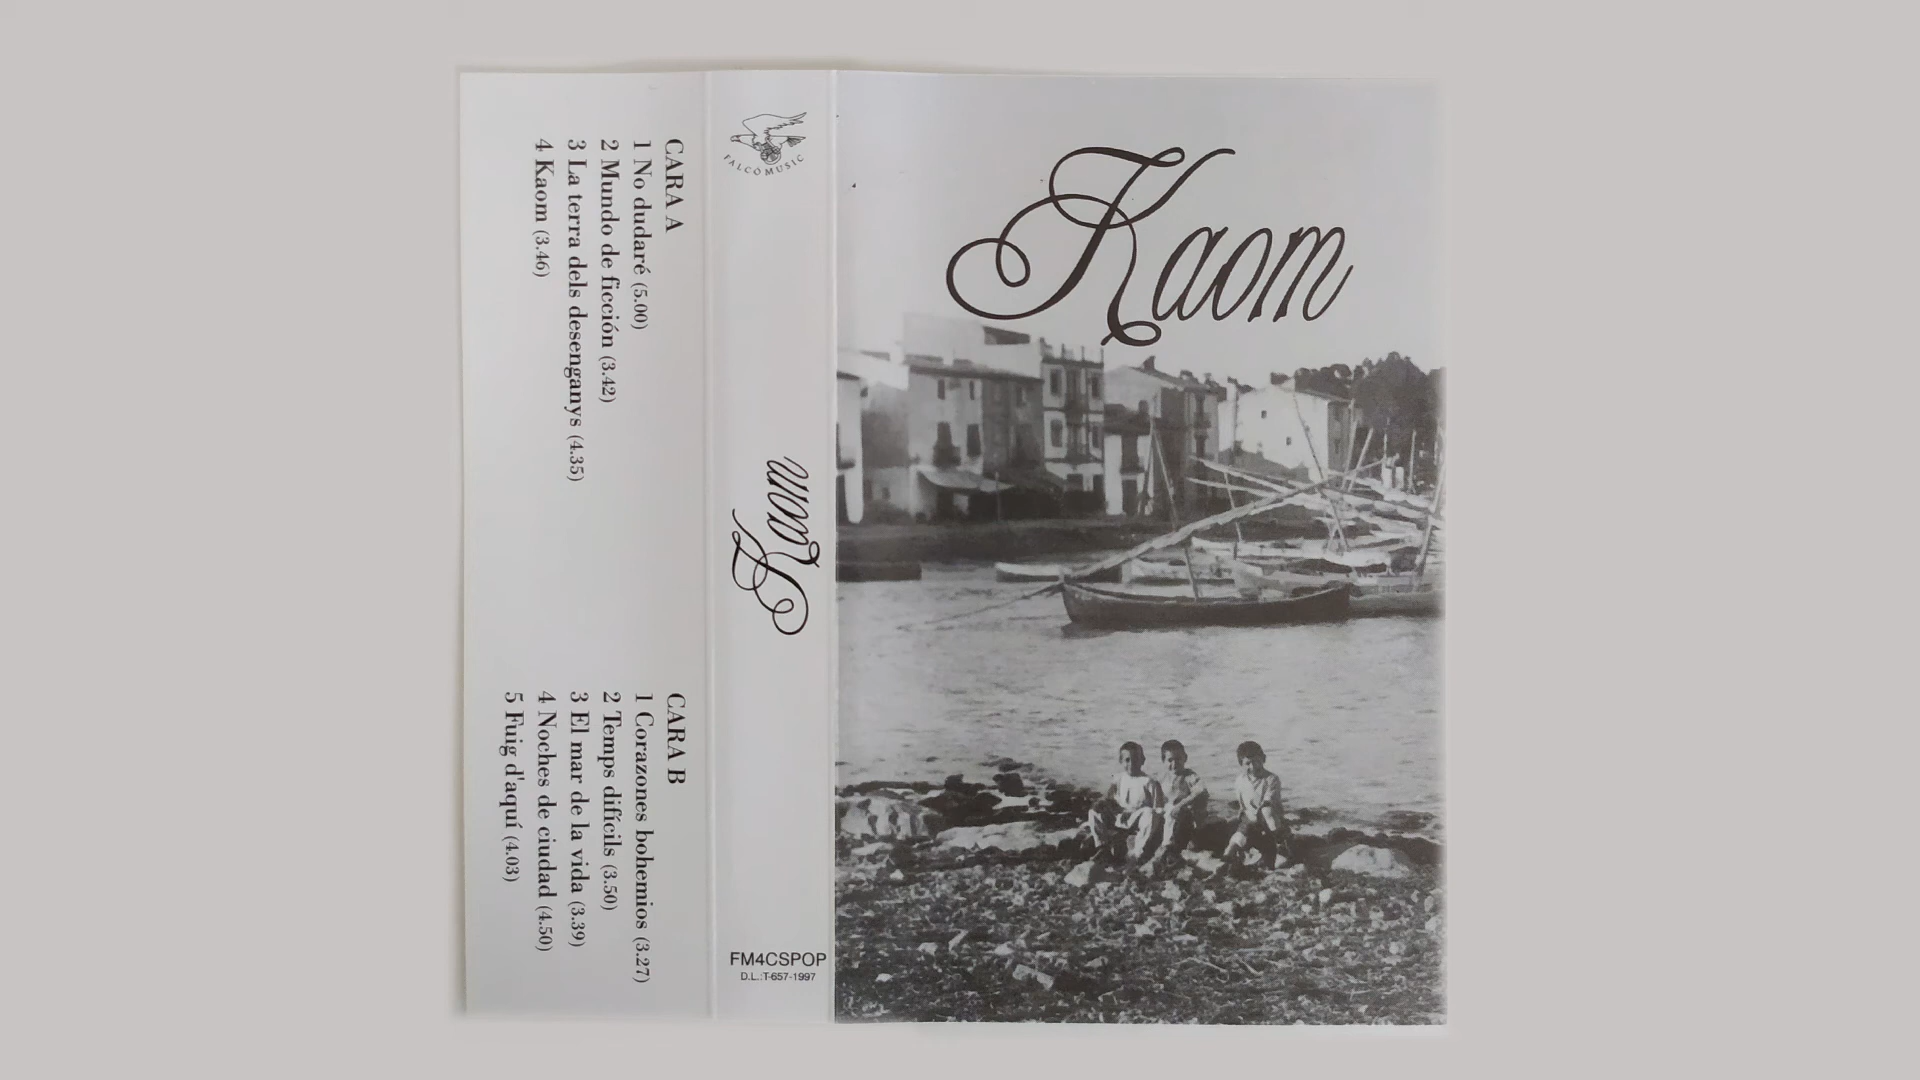 CARA A
1 No dudaré (5.00)
2 Mundo de ficción (3.42)
3 La terra dels desenganys (4.35)
4 Kaom (3.46)
CARA B
1 Corazones bohemios (3.27)
2 Temps difícils (3.50)
3 El mar de la vida (3.39)
4 Noches de ciudad (4.50)
5 Fuig d'aquí (4.03)
FALCÓ MUSIC
Kaom
FM4CSPOP
D.L.:T-657-1997
Kaom